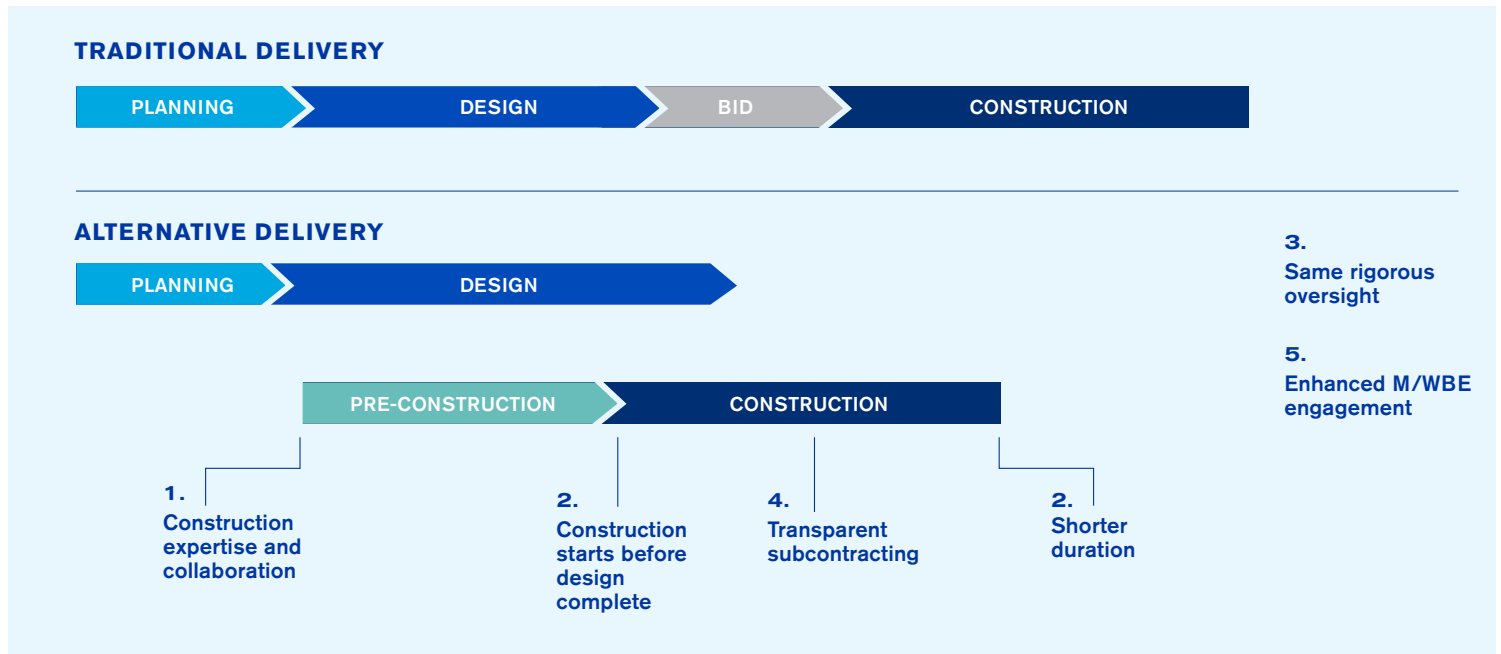 TRADITIONAL DELIVERY
PLANNING
DESIGN
BID
CONSTRUCTION
ALTERNATIVE DELIVERY
PLANNING
DESIGN
PRE-CONSTRUCTION
CONSTRUCTION
1.
Construction
expertise and
collaboration
2.
Construction
starts before
design
complete
4.
Transparent
subcontracting
2.
Shorter
duration
3.
Same rigorous
oversight
5.
Enhanced M/WBE
engagement